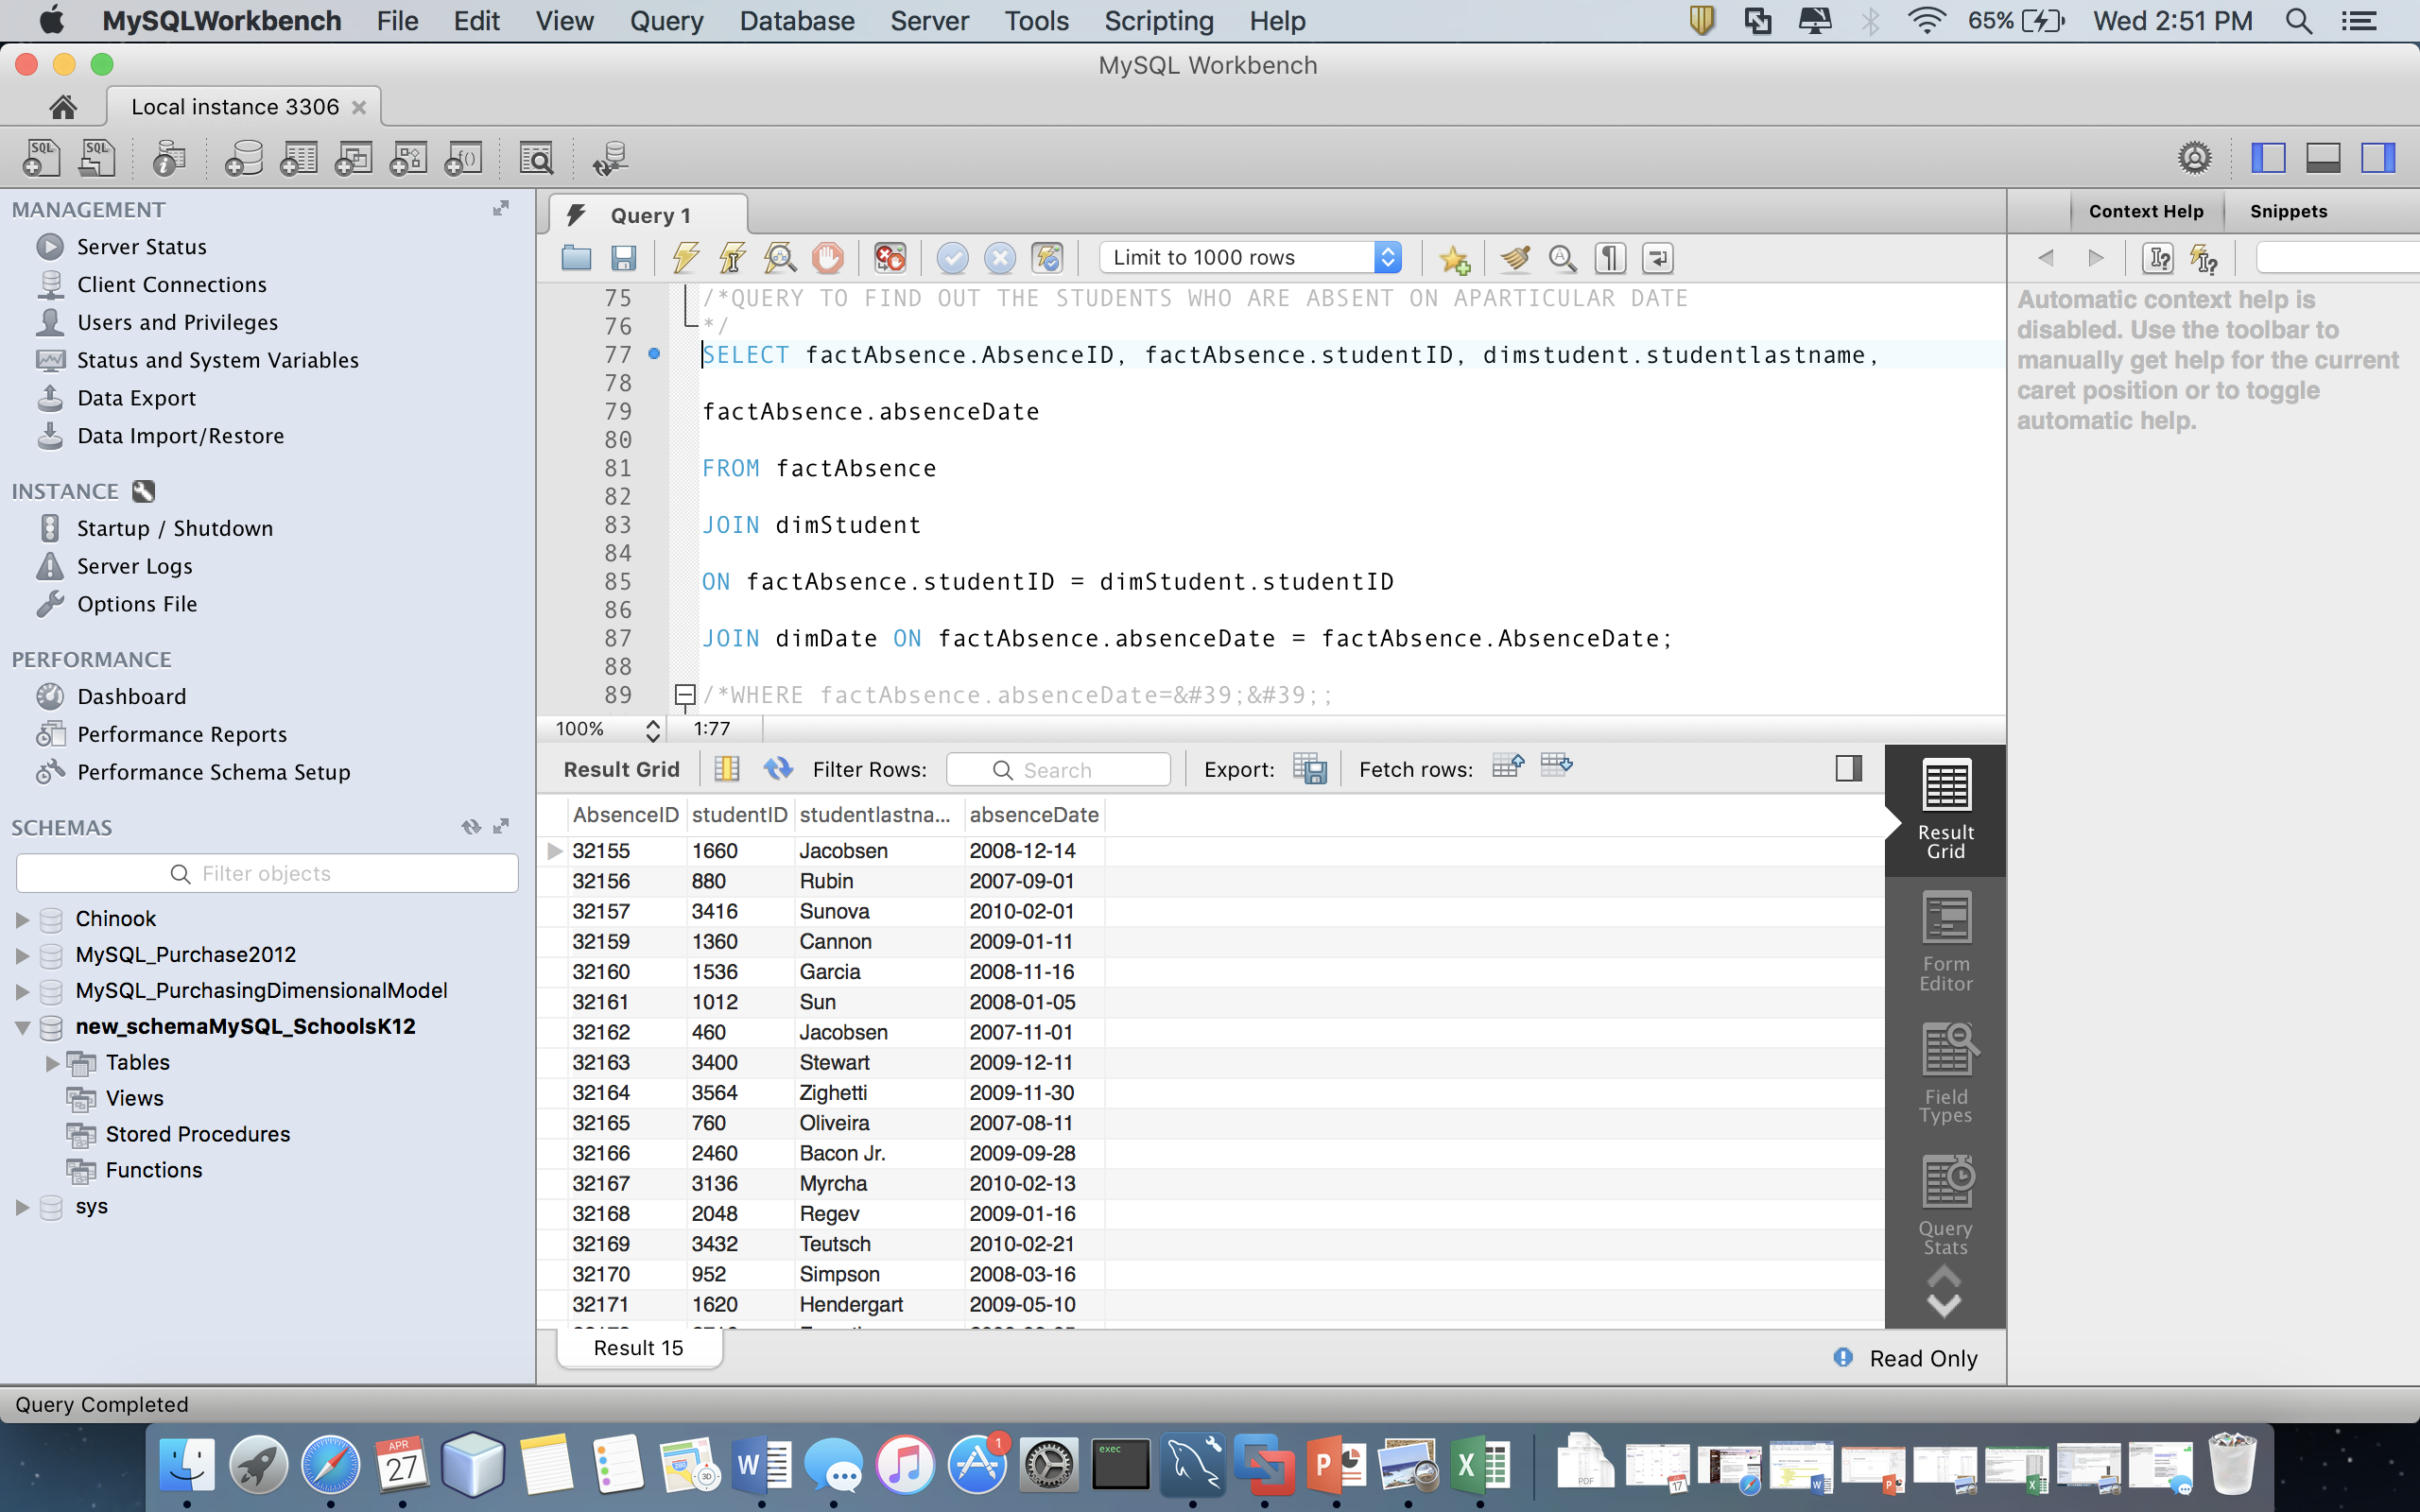 MySQLWorkbench File Edit View Query Database Server Tools Scripting Help 65% Wed 2:51 PM
MySQL Workbench
Local instance 3306
MANAGEMENT
Server Status
Client Connections
Users and Privileges
Status and System Variables
Data Export
Data Import/Restore
INSTANCE
Startup / Shutdown
Server Logs
Options File
PERFORMANCE
Dashboard
Performance Reports
Performance Schema Setup
SCHEMAS
Filter objects
Chinook
MySQL_Purchase2012
MySQL_PurchasingDimensionalModel
new_schemaMySQL_SchoolsK12
Tables
Views
Stored Procedures
Functions
sys
Query 1
Limit to 1000 rows
75 /*QUERY TO FIND OUT THE STUDENTS WHO ARE ABSENT ON APARTICULAR DATE
76 */
77 SELECT factAbsence.AbsenceID, factAbsence.studentID, dimstudent.studentlastname,
78
79 factAbsence.absenceDate
80
81 FROM factAbsence
82
83 JOIN dimStudent
84
85 ON factAbsence.studentID = dimStudent.studentID
86
87 JOIN dimDate ON factAbsence.absenceDate = factAbsence.AbsenceDate;
88
89 /*WHERE factAbsence.absenceDate=&#39;&#39;;
100% 1:77
Result Grid Filter Rows: Search Export: Fetch rows:
AbsenceID studentID studentlastna... absenceDate
32155 1660 Jacobsen 2008-12-14
32156 880 Rubin 2007-09-01
32157 3416 Sunova 2010-02-01
32159 1360 Cannon 2009-01-11
32160 1536 Garcia 2008-11-16
32161 1012 Sun 2008-01-05
32162 460 Jacobsen 2007-11-01
32163 3400 Stewart 2009-12-11
32164 3564 Zighetti 2009-11-30
32165 760 Oliveira 2007-08-11
32166 2460 Bacon Jr. 2009-09-28
32167 3136 Myrcha 2010-02-13
32168 2048 Regev 2009-01-16
32169 3432 Teutsch 2010-02-21
32170 952 Simpson 2008-03-16
32171 1620 Hendergart 2009-05-10
Result 15
Read Only
Result
Grid
Form
Editor
Field
Types
Query
Stats
Context Help Snippets
Automatic context help is
disabled. Use the toolbar to
manually get help for the current
caret position or to toggle
automatic help.
Query Completed
APR
27
3D
W
1
exec
P
X
PDF
17